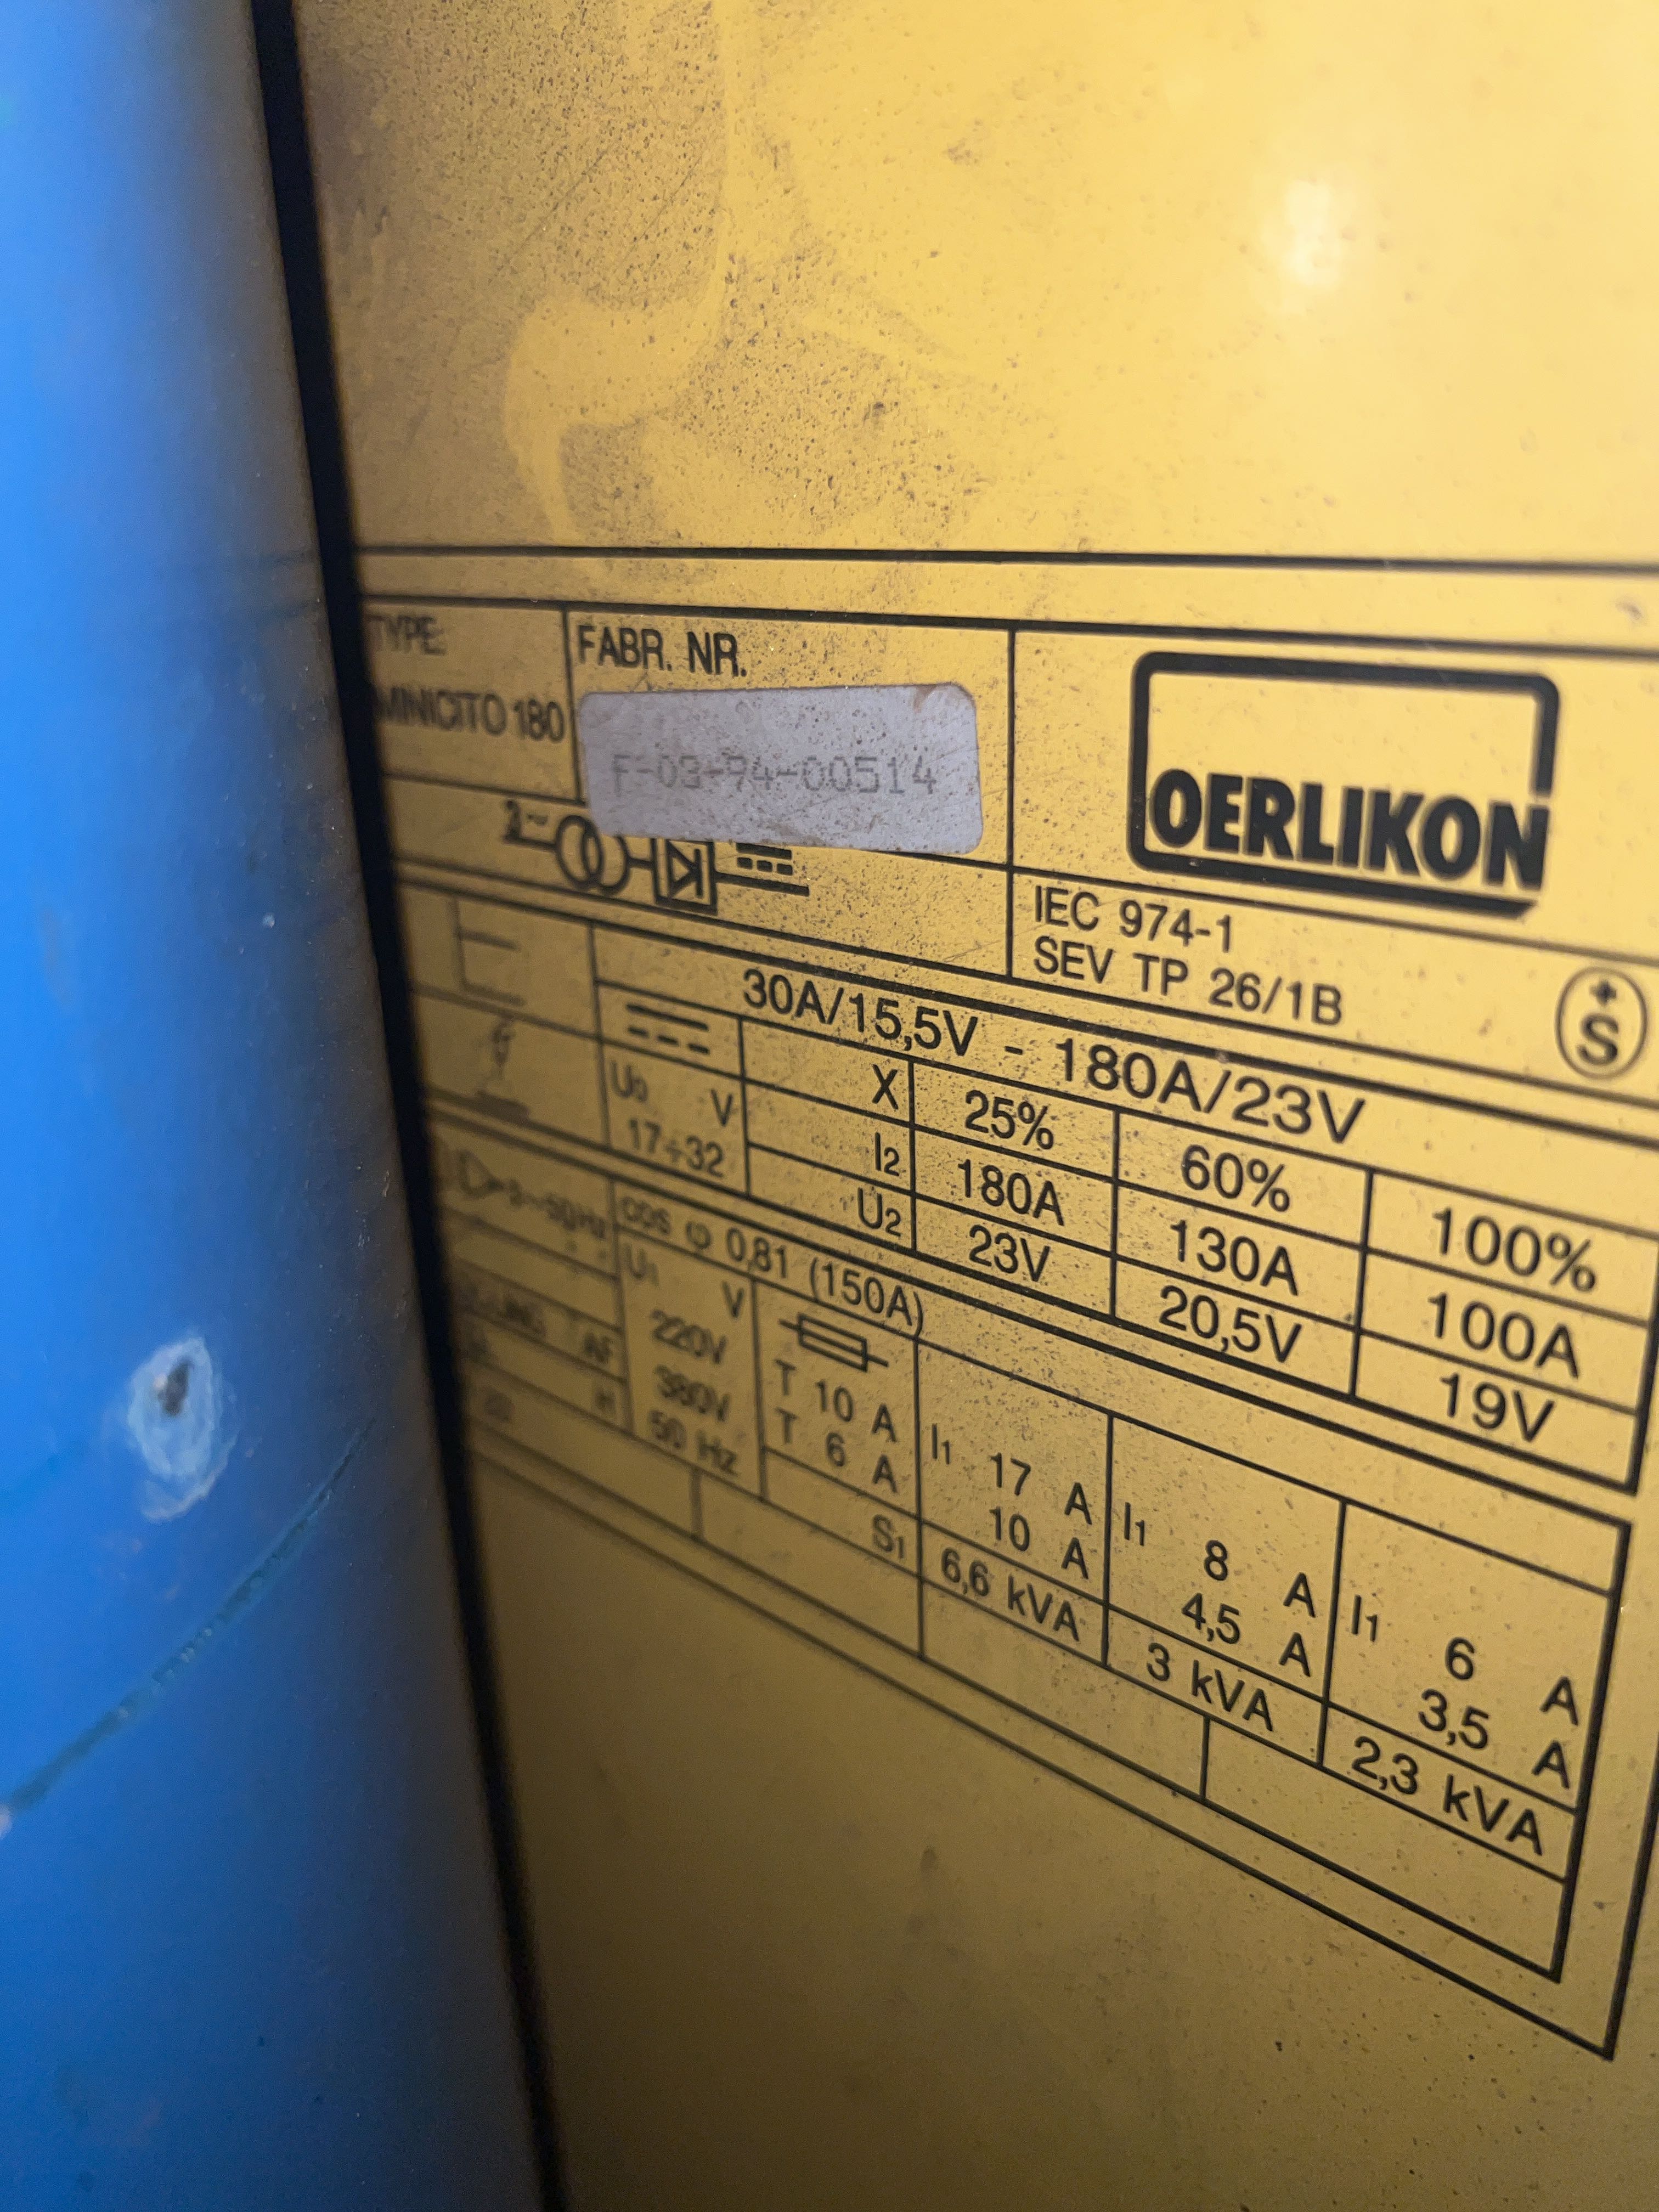 TYPE:
MINICITO 180
FABR. NR.
F-03-94-00514
OERLIKON
IEC 974-1
SEV TP 26/1B
+
S
2~
30A/15,5V - 180A/23V
U0 V
17÷32
X 25% 60% 100%
I2 180A 130A 100A
U2 23V 20,5V 19V
50Hz
cos φ 0,81 (150A)
U1 V
220V T 10 A I1 17 A I1 8 A I1 6 A
380V T 6 A 10 A 4,5 A 3,5 A
50 Hz
S1 6,6 kVA 3 kVA 2,3 kVA
AF
H